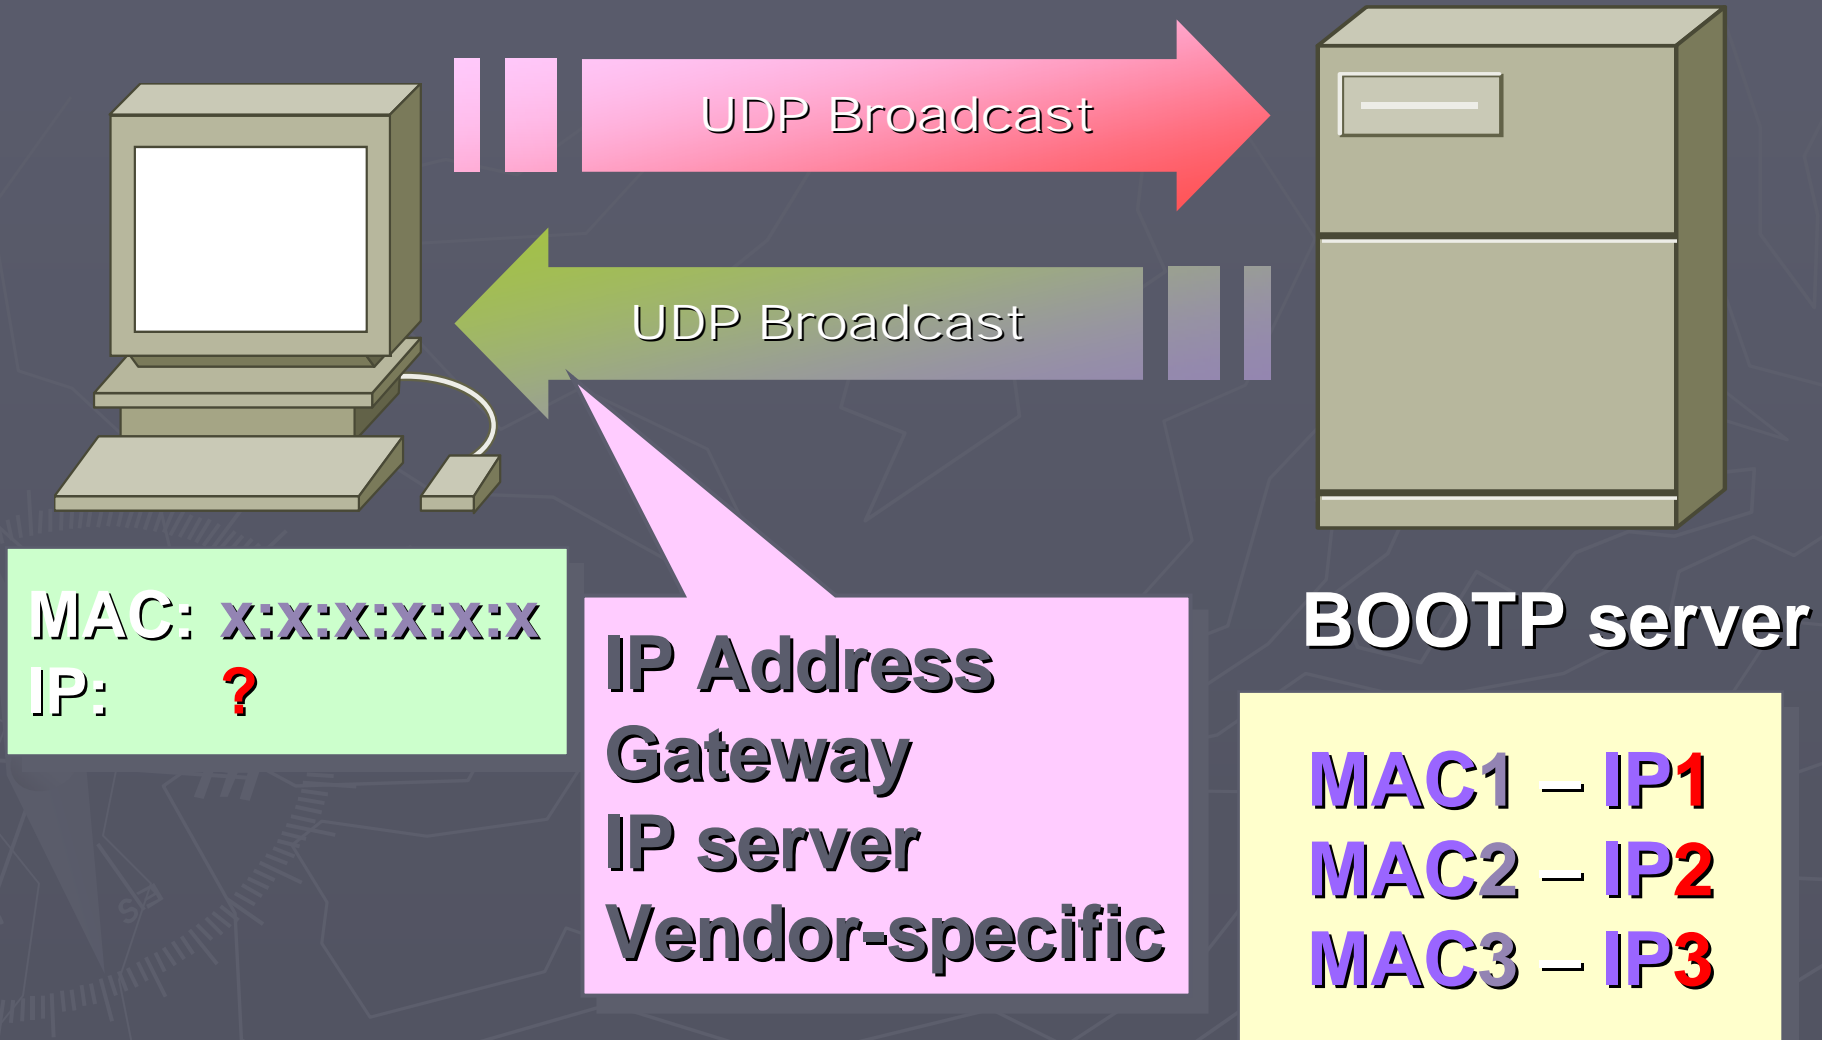 UDP Broadcast
UDP Broadcast
MAC: x:x:x:x:x:x
IP: ?
IP Address
Gateway
IP server
Vendor-specific
BOOTP server
MAC1 – IP1
MAC2 – IP2
MAC3 – IP3
SE